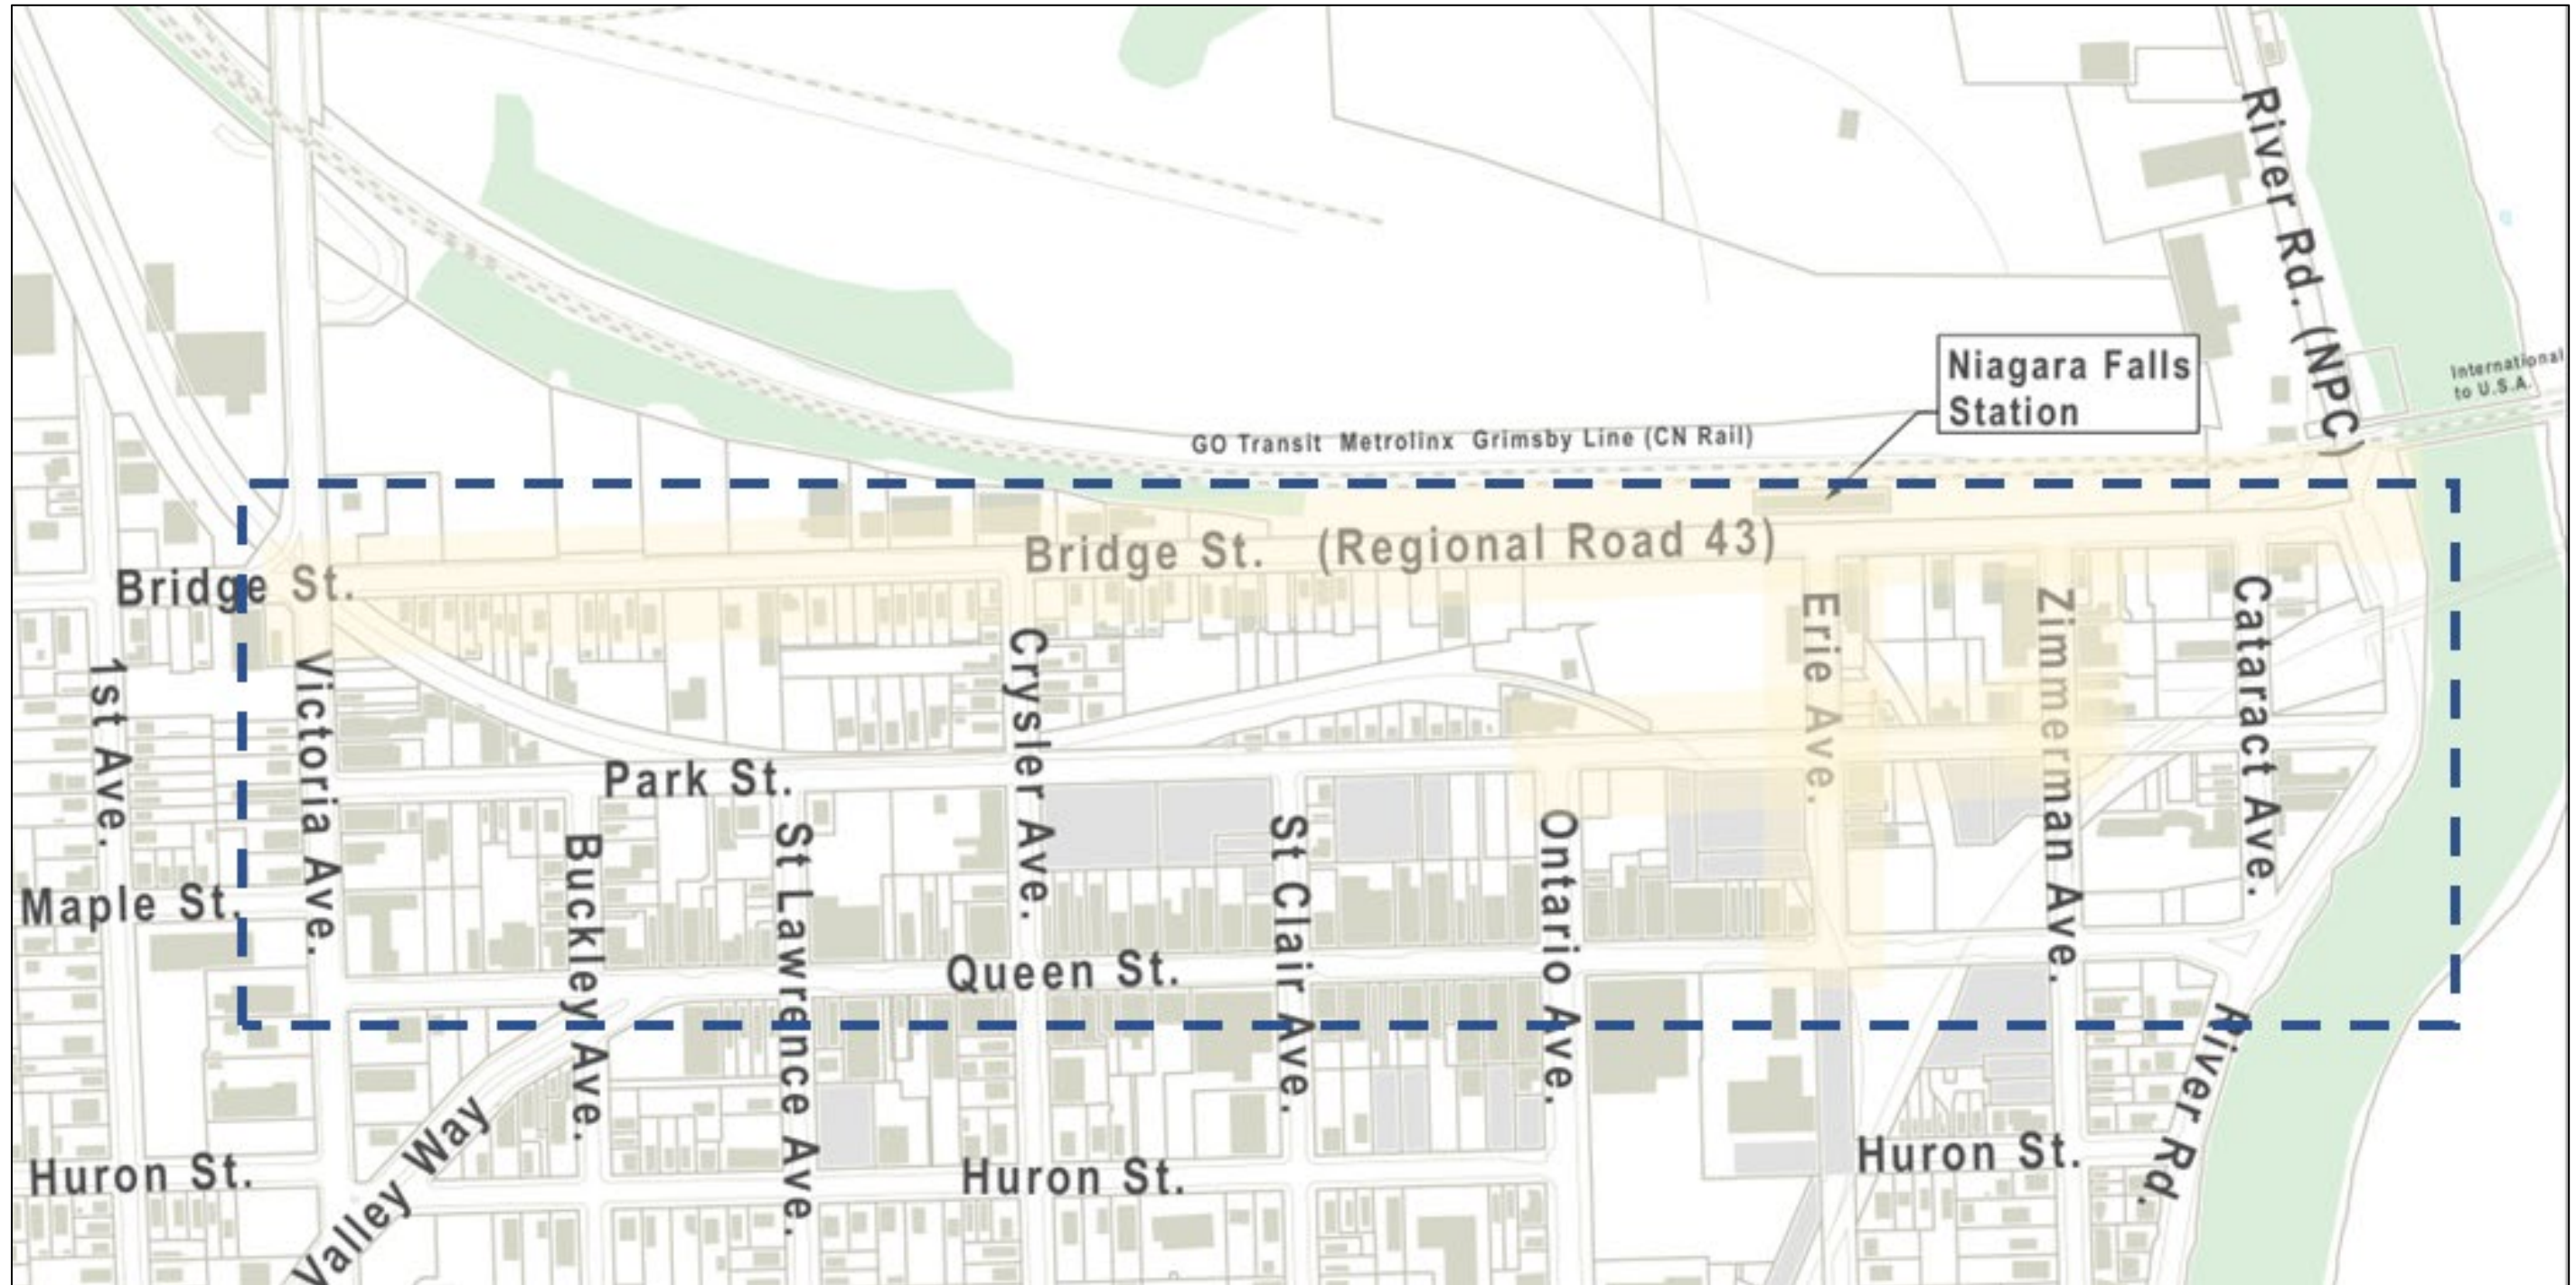 River Rd. (NPC)
Niagara Falls
Station
International
to U.S.A.
GO Transit Metrolinx Grimsby Line (CN Rail)
Bridge St. (Regional Road 43)
Bridge St.
1st Ave.
Victoria Ave.
Crysler Ave.
Erie Ave.
Zimmerman Ave.
Cataract Ave.
Park St.
Buckley Ave.
St Lawrence Ave.
St Clair Ave.
Ontario Ave.
Maple St.
Queen St.
River Rd.
Valley Way
Huron St.
Huron St.
Huron St.